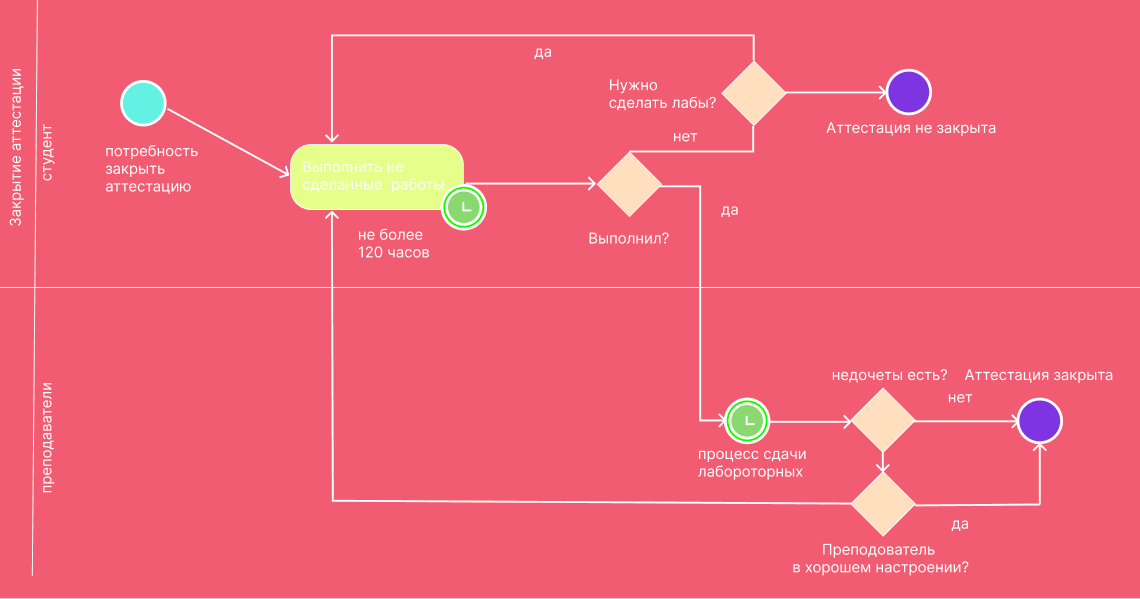 Закрытие аттестации
студент
преподаватели
потребность
закрыть
аттестацию
Выполнить не
сделанные работы
не более
120 часов
да
Нужно
сделать лабы?
нет
Выполнил?
да
Аттестация не закрыта
процесс сдачи
лабороторных
недочеты есть?
нет
Аттестация закрыта
да
Преподователь
в хорошем настроении?